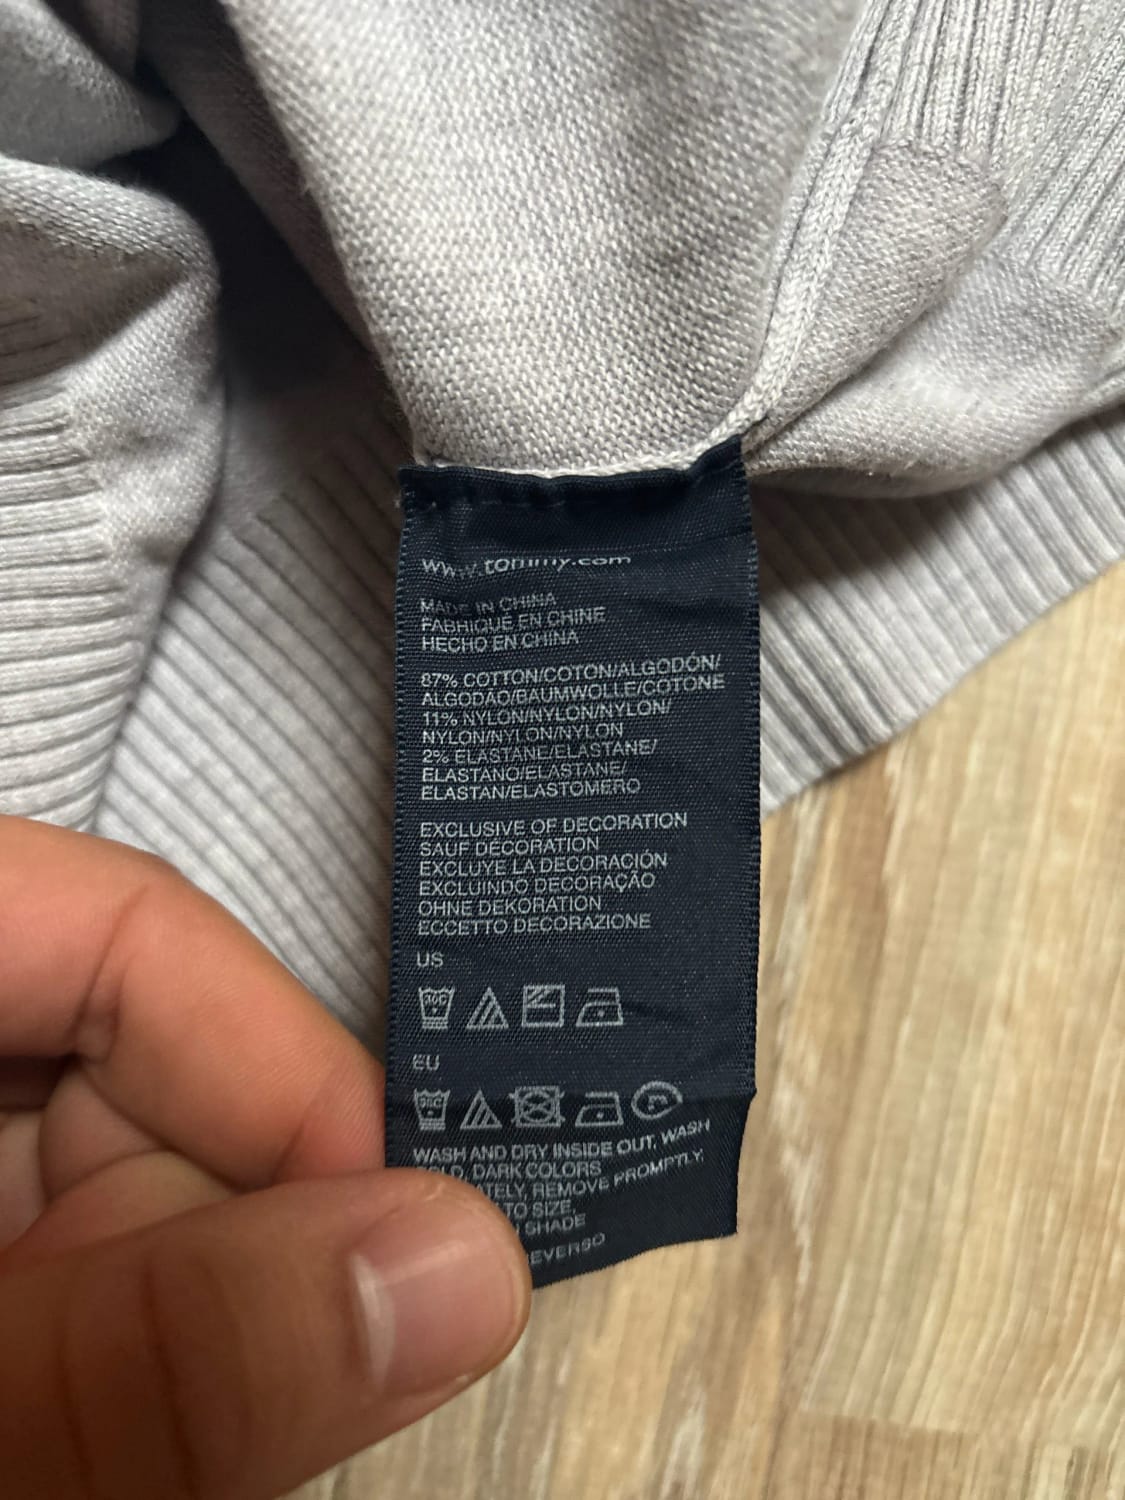 www.tommy.com
MADE IN CHINA
FABRIQUÉ EN CHINE
HECHO EN CHINA
87% COTTON/COTON/ALGODÓN/
ALGODAO/BAUMWOLLE/COTONE
11% NYLON/NYLON/NYLON/
NYLON/NYLON/NYLON
2% ELASTANE/ELASTANE/
ELASTANO/ELASTANE/
ELASTAN/ELASTOMERO
EXCLUSIVE OF DECORATION
SAUF DÉCORATION
EXCLUYE LA DECORACIÓN
EXCLUINDO DECORAÇÃO
OHNE DEKORATION
ECCETTO DECORAZIONE
US
30C
EU
30C
WASH AND DRY INSIDE OUT, WASH
DARK COLORS
REMOVE PROMPTLY,
TO SIZE,
SHADE